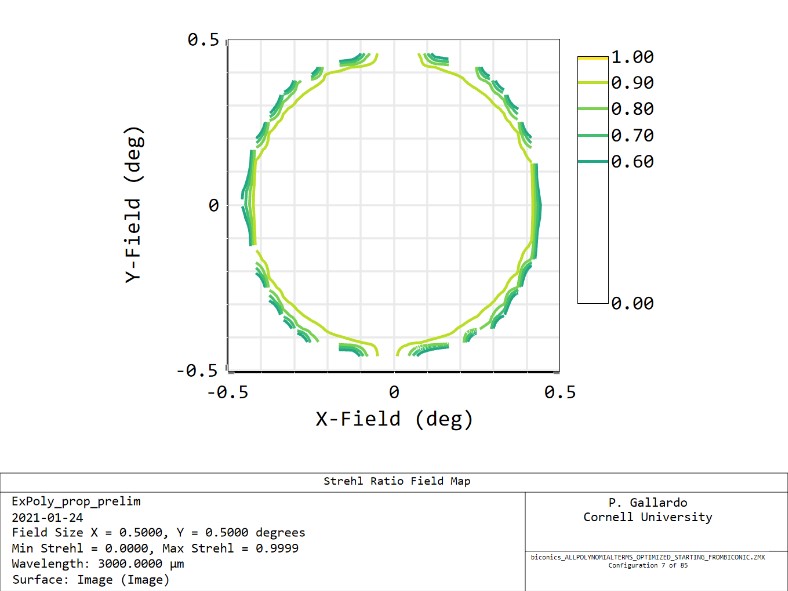 0.5
0
-0.5
Y-Field (deg)
-0.5
0
0.5
X-Field (deg)
1.00
0.90
0.80
0.70
0.60
0.00
Strehl Ratio Field Map
ExPoly_prop_prelim
2021-01-24
Field Size X = 0.5000, Y = 0.5000 degrees
Min Strehl = 0.0000, Max Strehl = 0.9999
Wavelength: 3000.0000 µm
Surface: Image (Image)
P. Gallardo
Cornell University
biconics_ALLPOLYNOMIALTERMS_OPTIMIZED_STARTING_FROMBICONIC.ZMX
Configuration 7 of 85